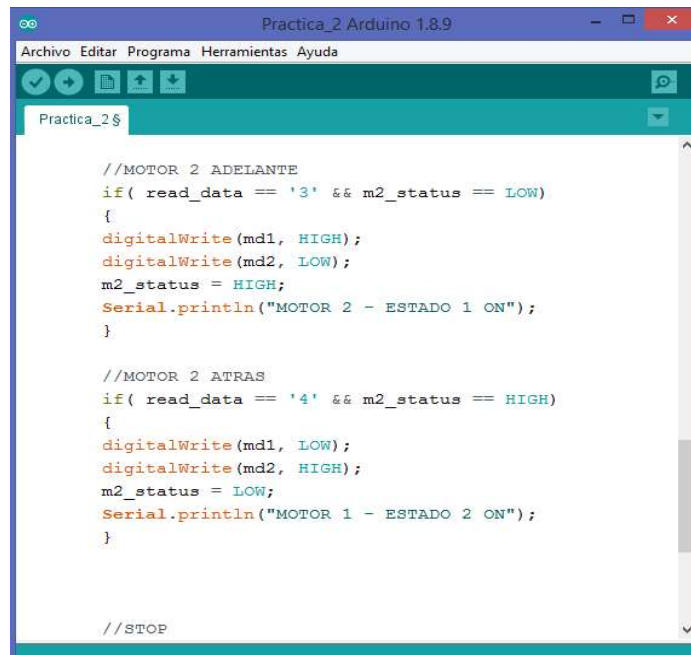 Practica_2 Arduino 1.8.9
Archivo Editar Programa Herramientas Ayuda
Practica_2 §
//MOTOR 2 ADELANTE
if( read_data == '3' && m2_status == LOW)
{
digitalWrite(md1, HIGH);
digitalWrite(md2, LOW);
m2_status = HIGH;
Serial.println("MOTOR 2 - ESTADO 1 ON");
}
//MOTOR 2 ATRAS
if( read_data == '4' && m2_status == HIGH)
{
digitalWrite(md1, LOW);
digitalWrite(md2, HIGH);
m2_status = LOW;
Serial.println("MOTOR 1 - ESTADO 2 ON");
}
//STOP